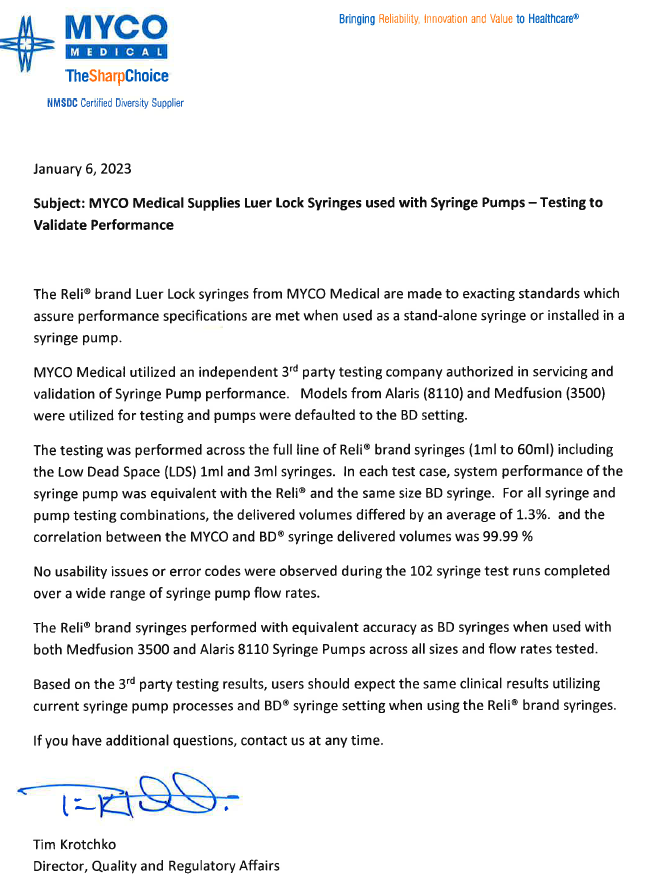 MYCO
MEDICAL
TheSharpChoice
NMSDC Certified Diversity Supplier
Bringing Reliability, Innovation and Value to Healthcare®
January 6, 2023
Subject: MYCO Medical Supplies Luer Lock Syringes used with Syringe Pumps – Testing to
Validate Performance
The Reli® brand Luer Lock syringes from MYCO Medical are made to exacting standards which
assure performance specifications are met when used as a stand-alone syringe or installed in a
syringe pump.
MYCO Medical utilized an independent 3rd party testing company authorized in servicing and
validation of Syringe Pump performance.   Models from Alaris (8110) and Medfusion (3500)
were utilized for testing and pumps were defaulted to the BD setting.
The testing was performed across the full line of Reli® brand syringes (1ml to 60ml) including
the Low Dead Space (LDS) 1ml and 3ml syringes.  In each test case, system performance of the
syringe pump was equivalent with the Reli® and the same size BD syringe.  For all syringe and
pump testing combinations, the delivered volumes differed by an average of 1.3%.  and the
correlation between the MYCO and BD® syringe delivered volumes was 99.99 %
No usability issues or error codes were observed during the 102 syringe test runs completed
over a wide range of syringe pump flow rates.
The Reli® brand syringes performed with equivalent accuracy as BD syringes when used with
both Medfusion 3500 and Alaris 8110 Syringe Pumps across all sizes and flow rates tested.
Based on the 3rd party testing results, users should expect the same clinical results utilizing
current syringe pump processes and BD® syringe setting when using the Reli® brand syringes.
If you have additional questions, contact us at any time.
Tim Krotchko
Director, Quality and Regulatory Affairs